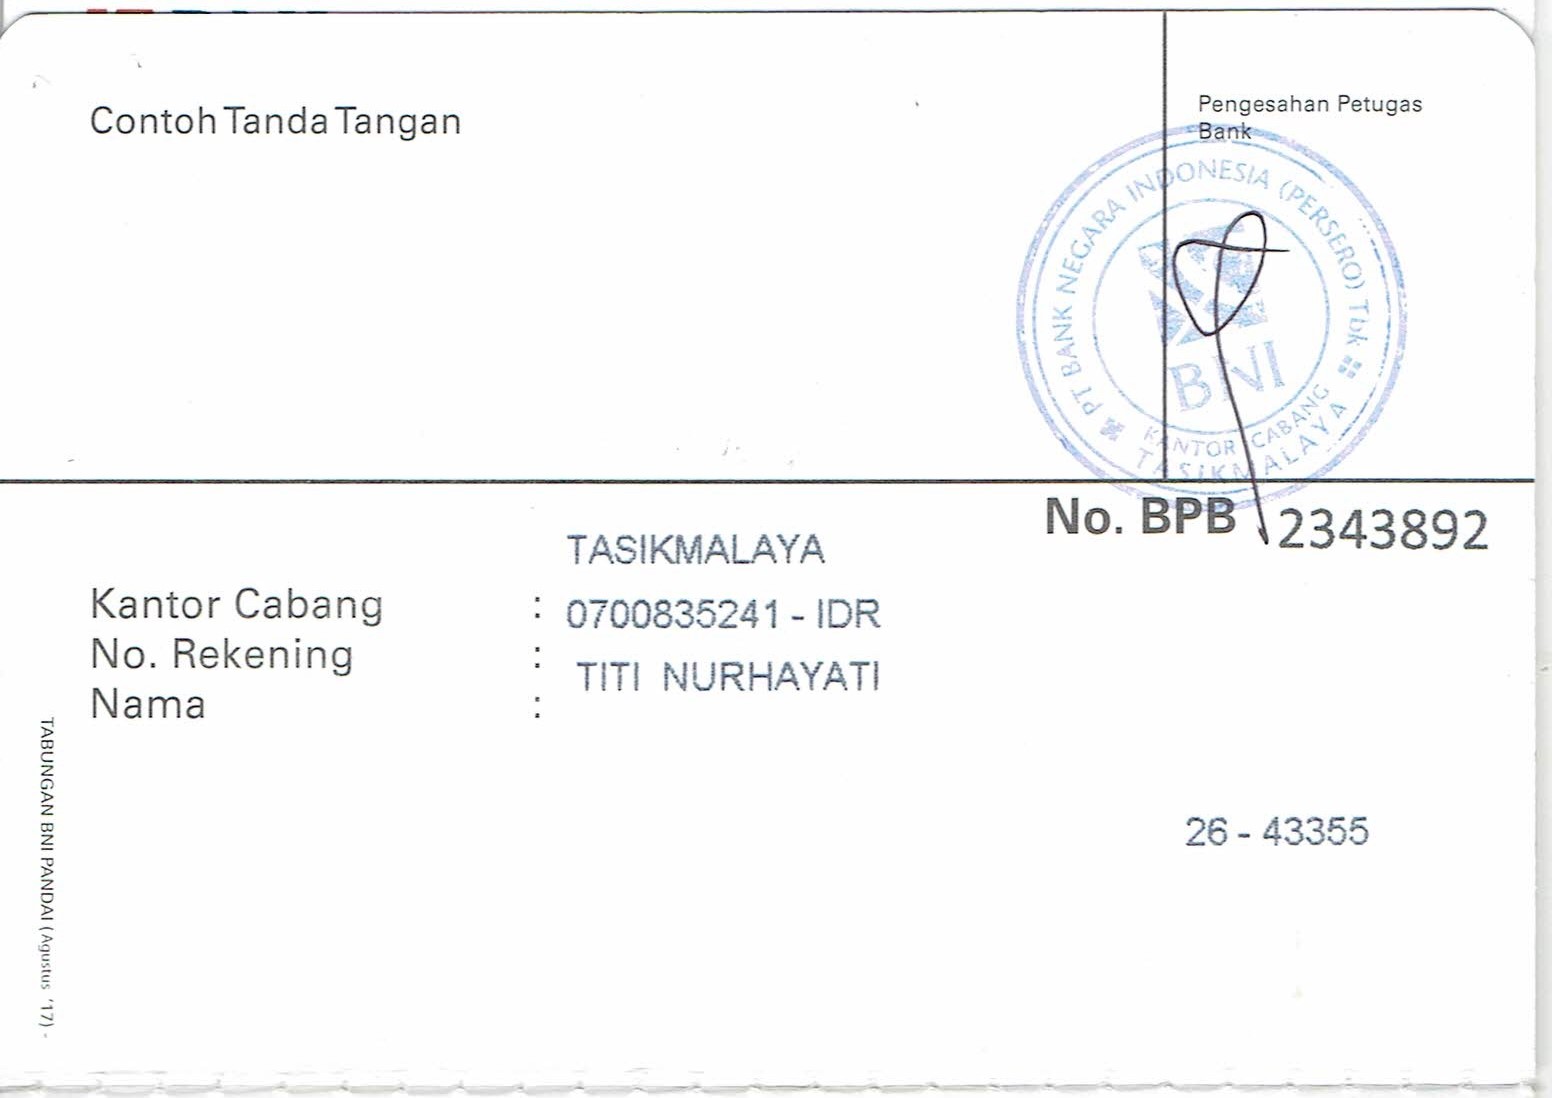 Contoh Tanda Tangan
Pengesahan Petugas
Bank
PT BANK NEGARA INDONESIA (PERSERO) Tbk
BNI
KANTOR CABANG
TASIKMALAYA
No. BPB 2343892
TASIKMALAYA
Kantor Cabang :
0700835241 - IDR
No. Rekening :
TITI NURHAYATI
Nama :
26 - 43355
TABUNGAN BNI PANDAI (Agustus '17) -